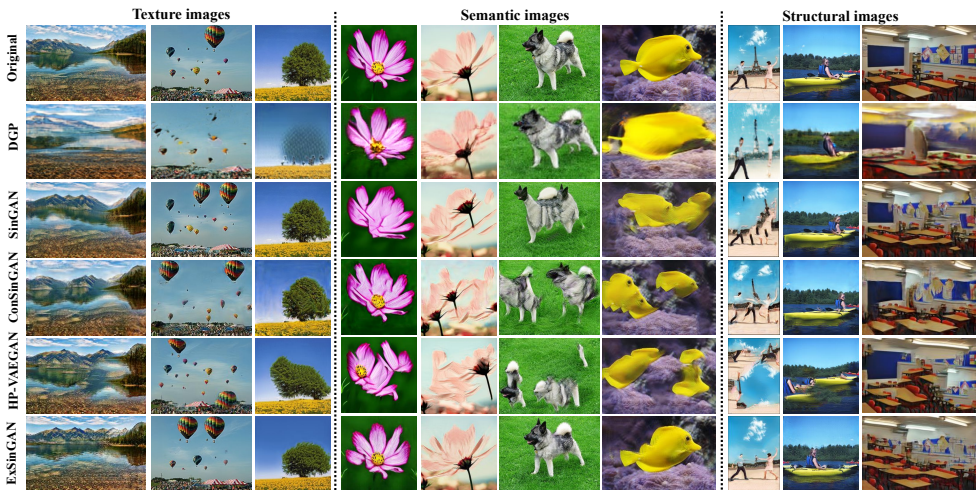 Texture images
Semantic images
Structural images
Original
DGP
SinGAN
ConSinGAN
HP-VAEGAN
ExSinGAN